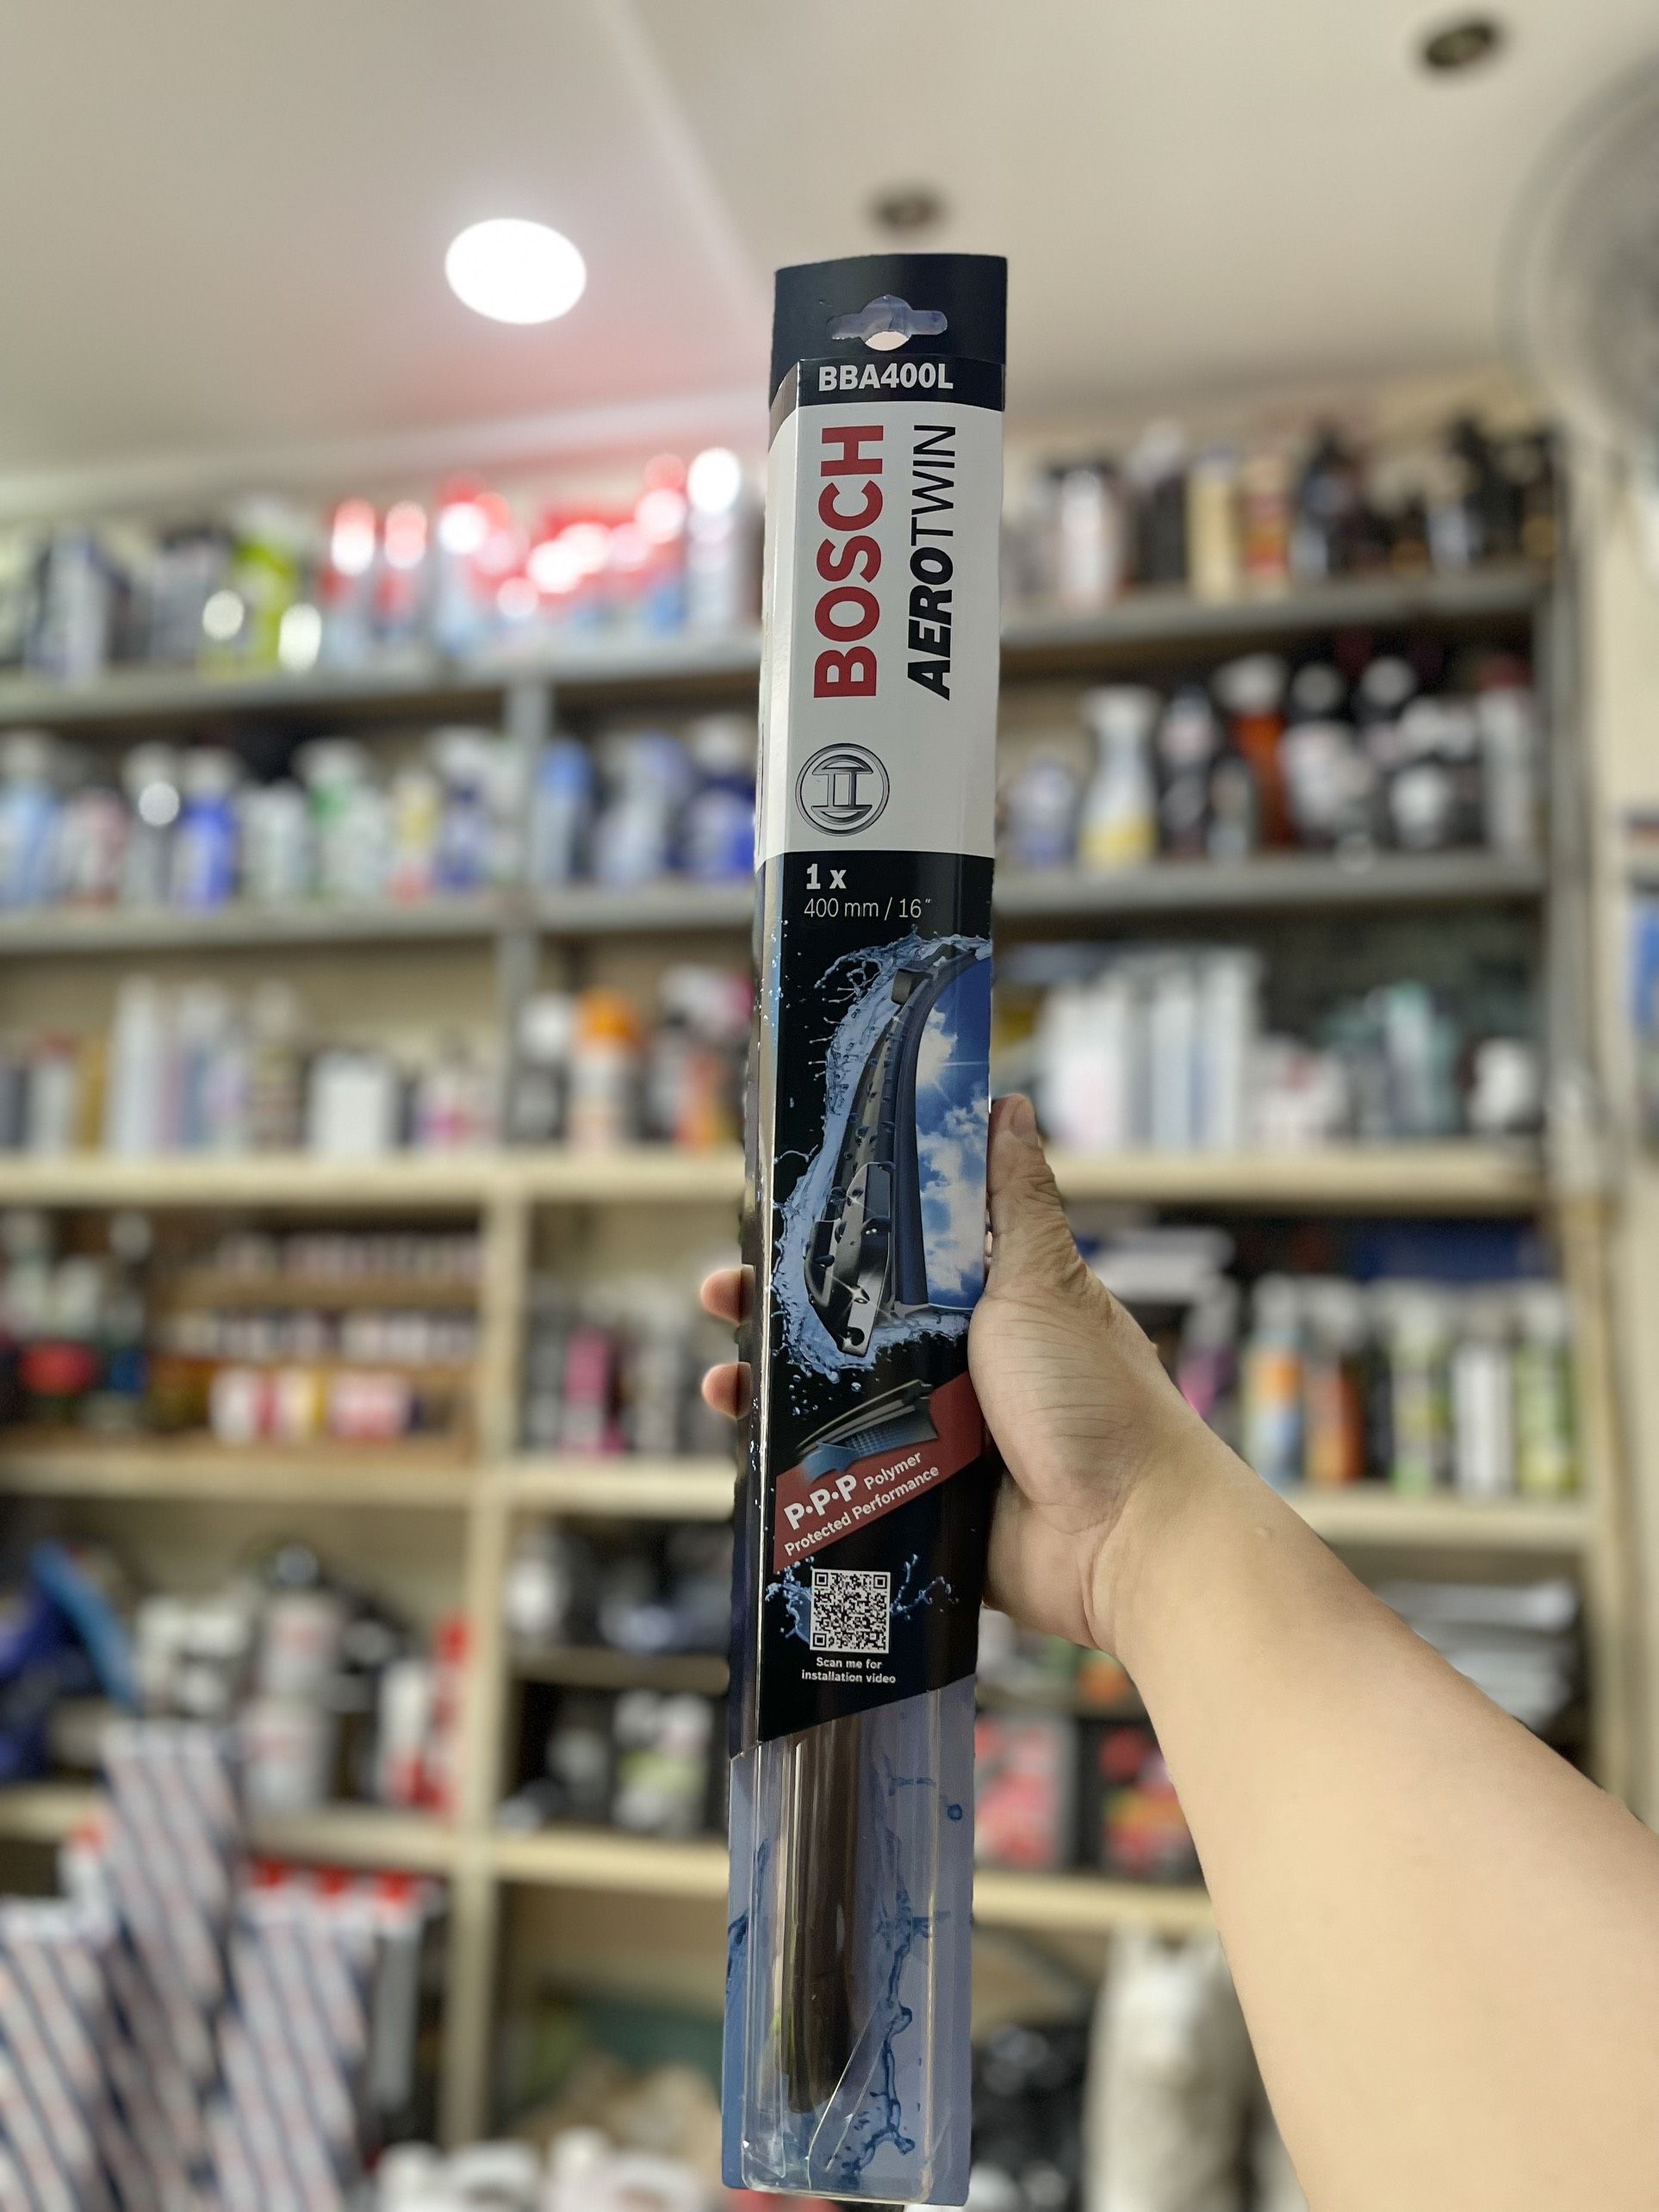 BBA400L
BOSCH
AEROTWIN
1 x
400 mm / 16"
P·P·P Polymer
Protected Performance
Scan me for
installation video